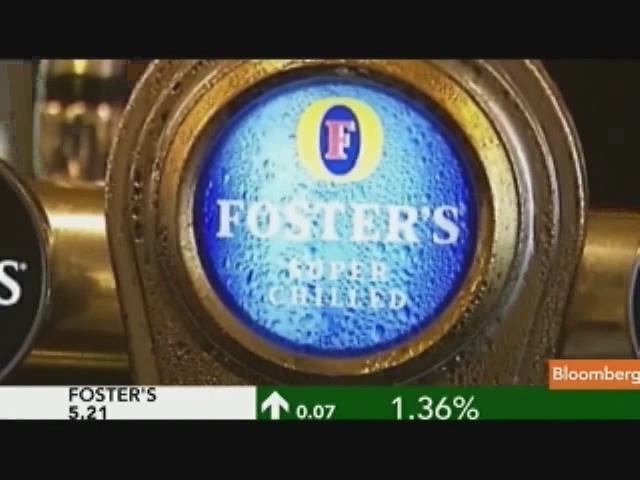 F
FOSTER'S
SUPER
CHILLED
S
Bloomberg
FOSTER'S
5.21
0.07 1.36%